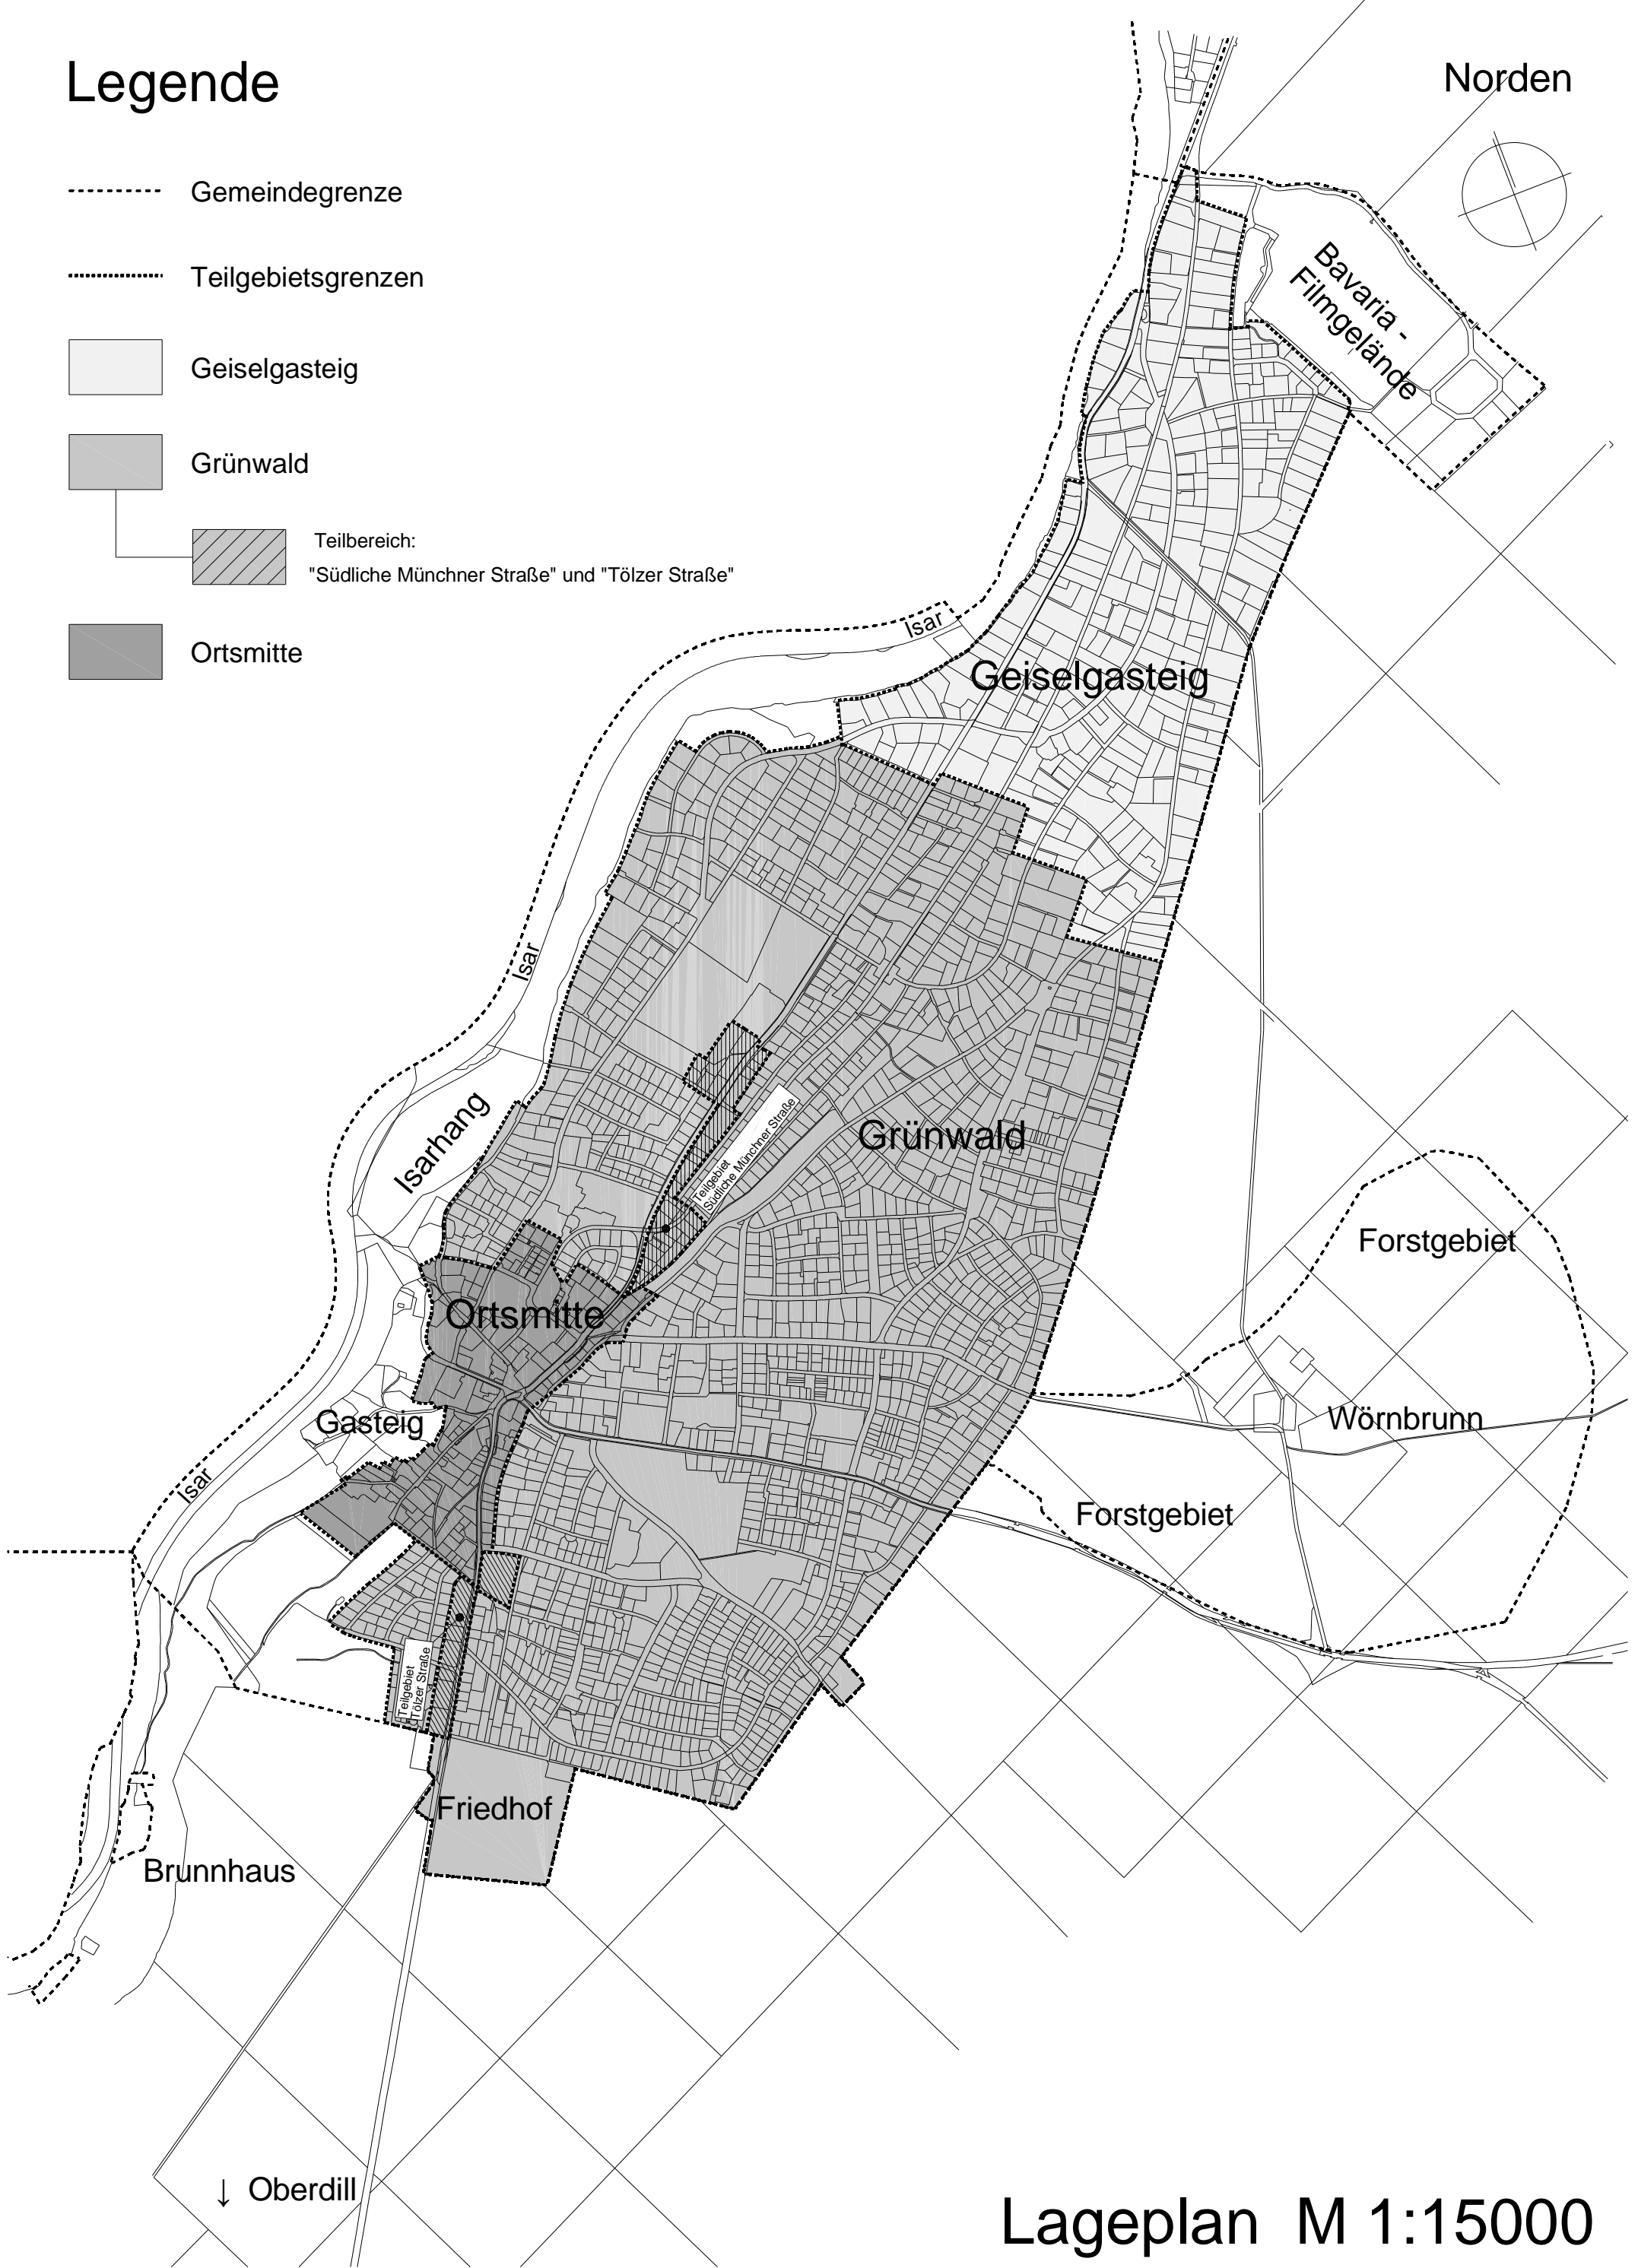 Legende
Norden
Gemeindegrenze
Teilgebietsgrenzen
Geiselgasteig
Grünwald
Teilbereich:
"Südliche Münchner Straße" und "Tölzer Straße"
Ortsmitte
Bavaria -
Filmgelände
Isar
Geiselgasteig
Isar
Isarhang
Teilgebiet
Südliche Münchner Straße
Grünwald
Forstgebiet
Ortsmitte
Gasteig
Wörnbrunn
Isar
Forstgebiet
Teilgebiet
Tölzer Straße
Friedhof
Brunnhaus
↓ Oberdill
Lageplan M 1:15000